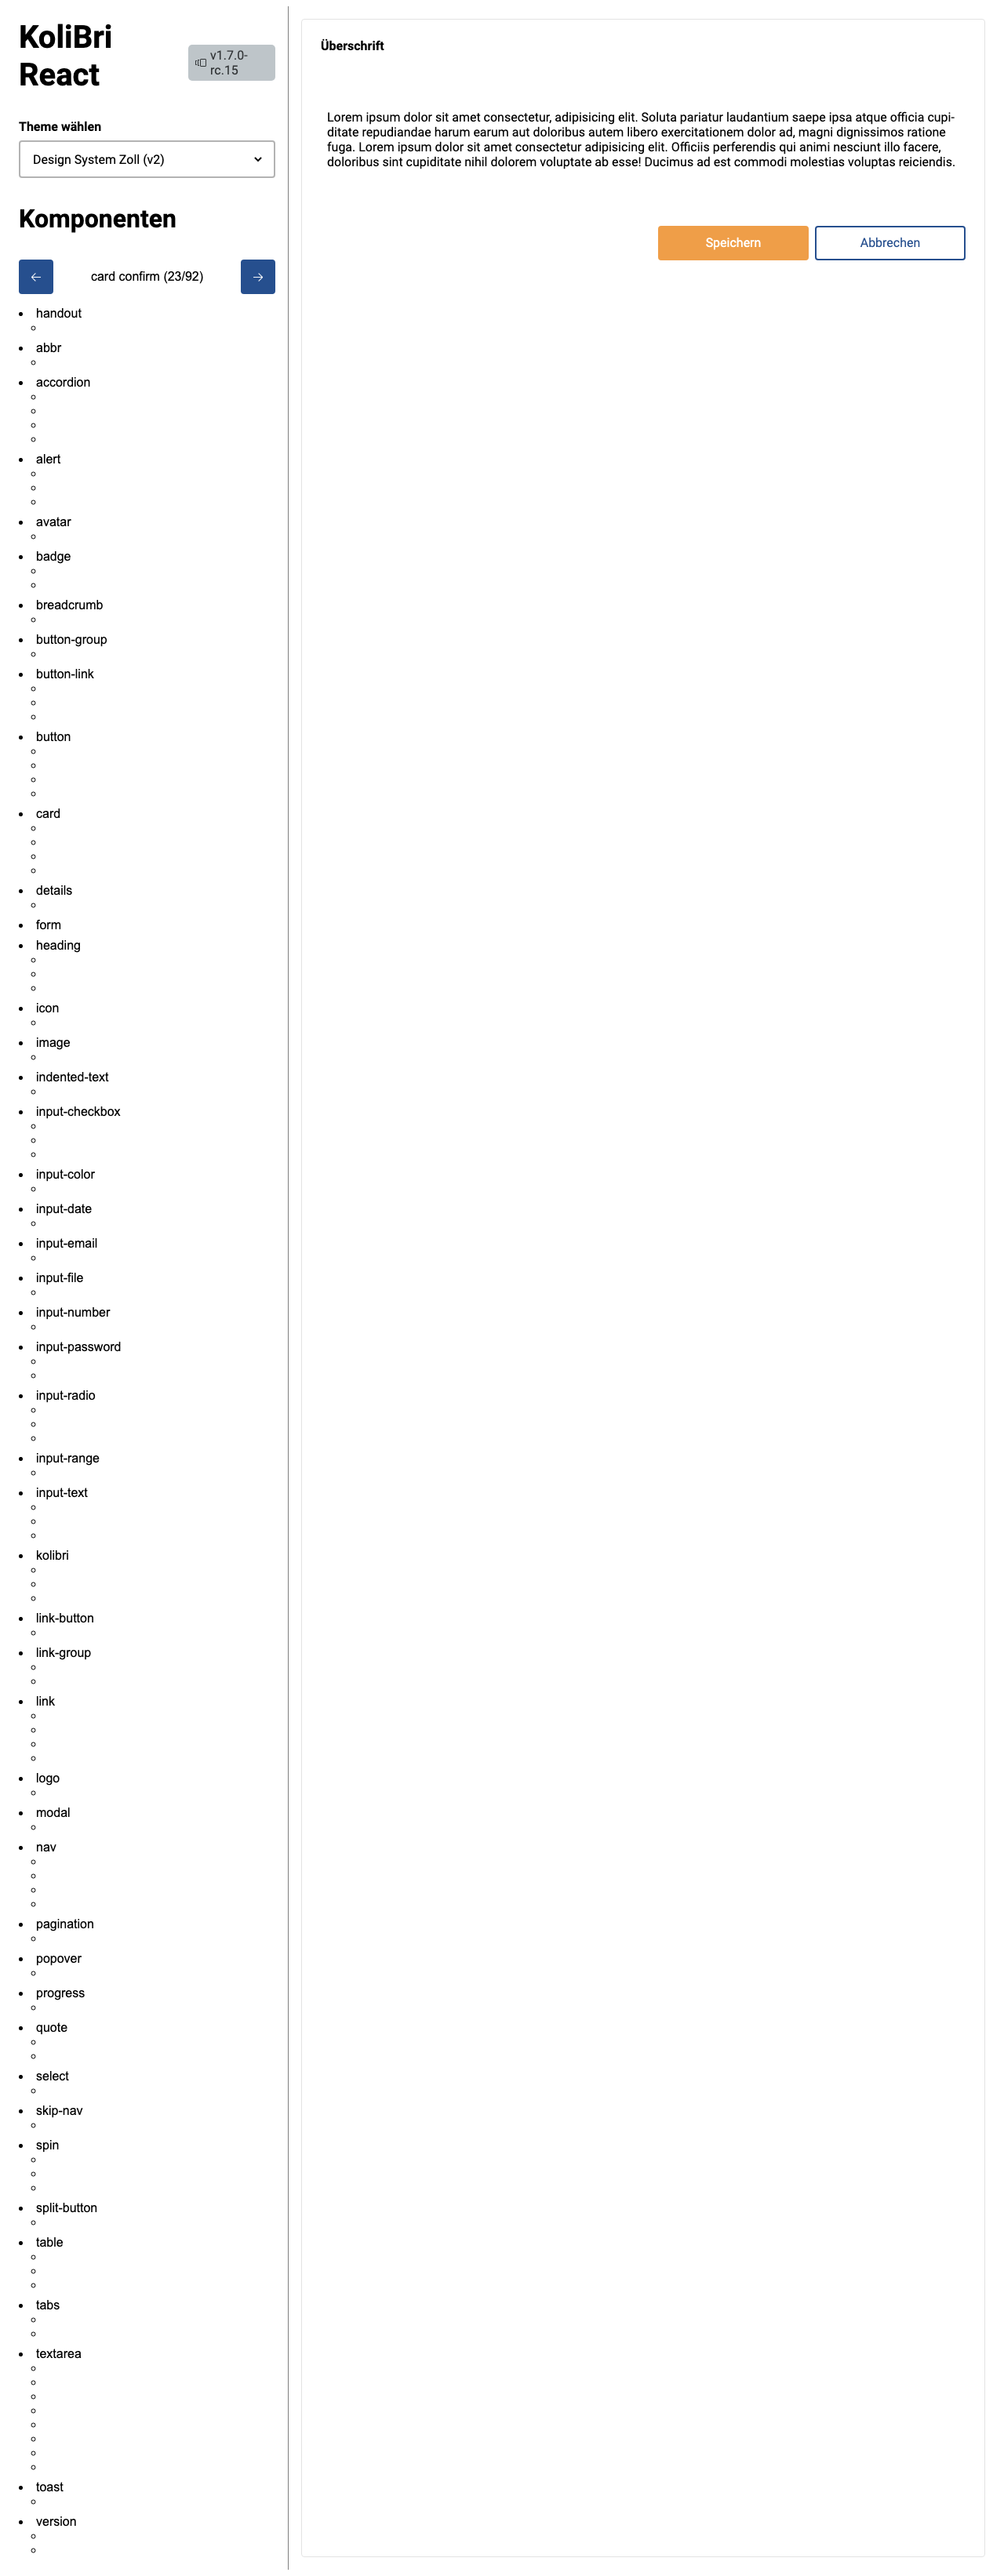 KoliBri
React
v1.7.0-
rc.15
Theme wählen
Design System Zoll (v2)
Komponenten
← card confirm (23/92) →
handout
abbr
accordion
alert
avatar
badge
breadcrumb
button-group
button-link
button
card
details
form
heading
icon
image
indented-text
input-checkbox
input-color
input-date
input-email
input-file
input-number
input-password
input-radio
input-range
input-text
kolibri
link-button
link-group
link
logo
modal
nav
pagination
popover
progress
quote
select
skip-nav
spin
split-button
table
tabs
textarea
toast
version
Überschrift
Lorem ipsum dolor sit amet consectetur, adipisicing elit. Soluta pariatur laudantium saepe ipsa atque officia cupi-
ditate repudiandae harum earum aut doloribus autem libero exercitationem dolor ad, magni dignissimos ratione
fuga. Lorem ipsum dolor sit amet consectetur adipisicing elit. Officiis perferendis qui animi nesciunt illo facere,
doloribus sint cupiditate nihil dolorem voluptate ab esse! Ducimus ad est commodi molestias voluptas reiciendis.
Speichern
Abbrechen